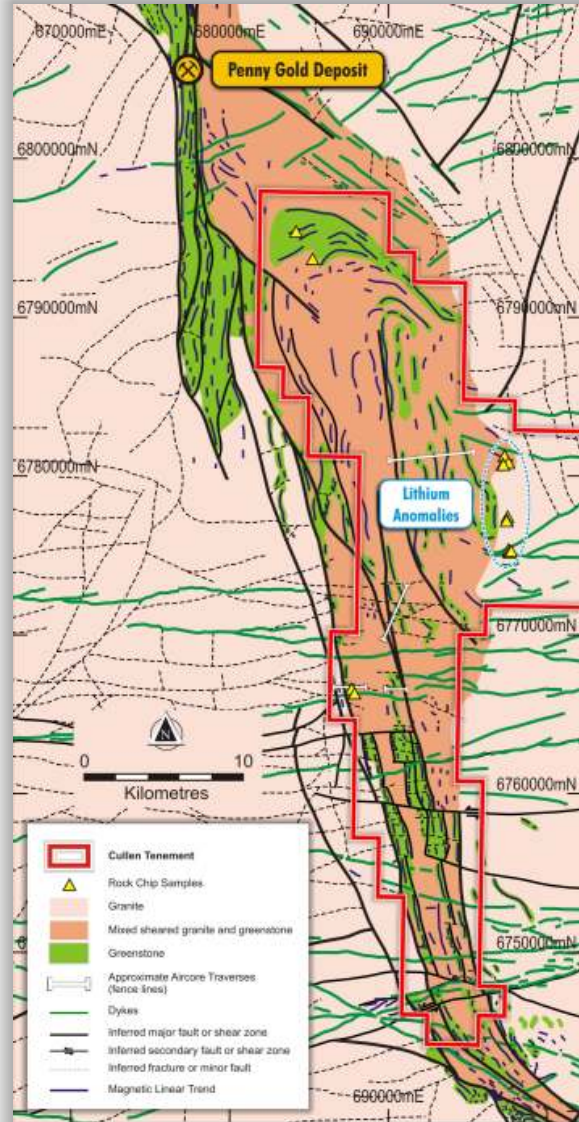 670000mE
680000mE
690000mE
Penny Gold Deposit
6800000mN
6800000mN
6790000mN
6790000mN
6780000mN
Lithium
Anomalies
6770000mN
N
0
10
Kilometres
6760000mN
Cullen Tenement
Rock Chip Samples
Granite
Mixed sheared granite and greenstone
Greenstone
6750000mN
Approximate Aircore Traverses
(fence lines)
Dykes
Inferred major fault or shear zone
Inferred secondary fault or shear zone
Inferred fracture or minor fault
Magnetic Linear Trend
690000mE